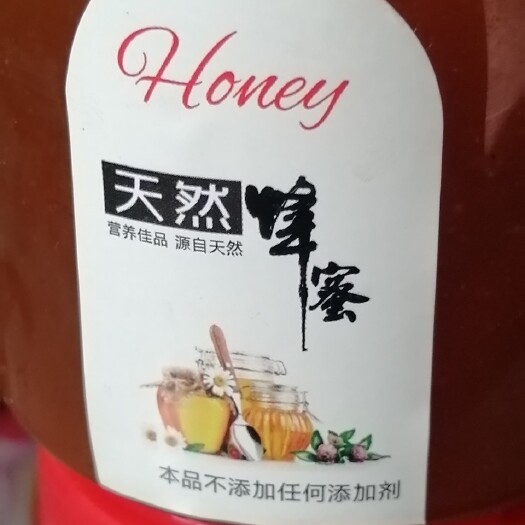 Honey
天然 蜂蜜
营养佳品 源自天然
本品不添加任何添加剂